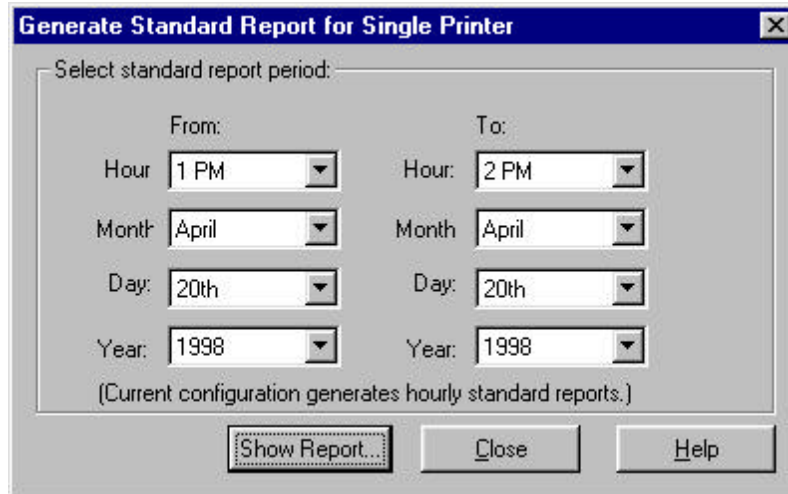 Generate Standard Report for Single Printer
Select standard report period:
From: To:
Hour 1 PM Hour: 2 PM
Month April Month April
Day: 20th Day: 20th
Year: 1998 Year: 1998
(Current configuration generates hourly standard reports.)
Show Report... Close Help